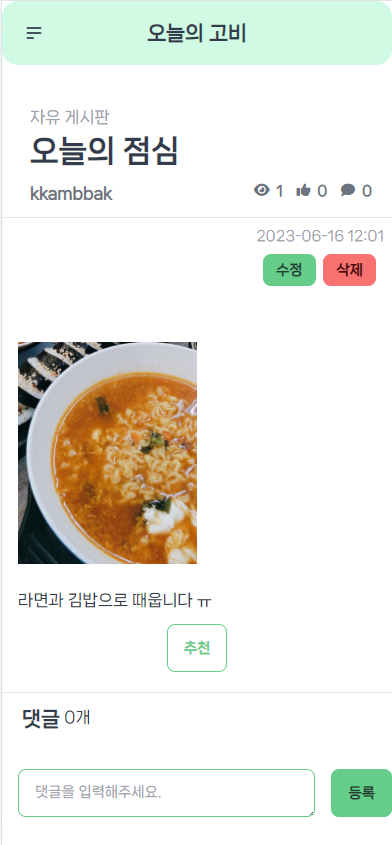 오늘의 고비
자유 게시판
오늘의 점심
kkambbak 1 0 0
2023-06-16 12:01
수정 삭제
라면과 김밥으로 때웁니다 ㅠ
추천
댓글 0개
댓글을 입력해주세요. 등록